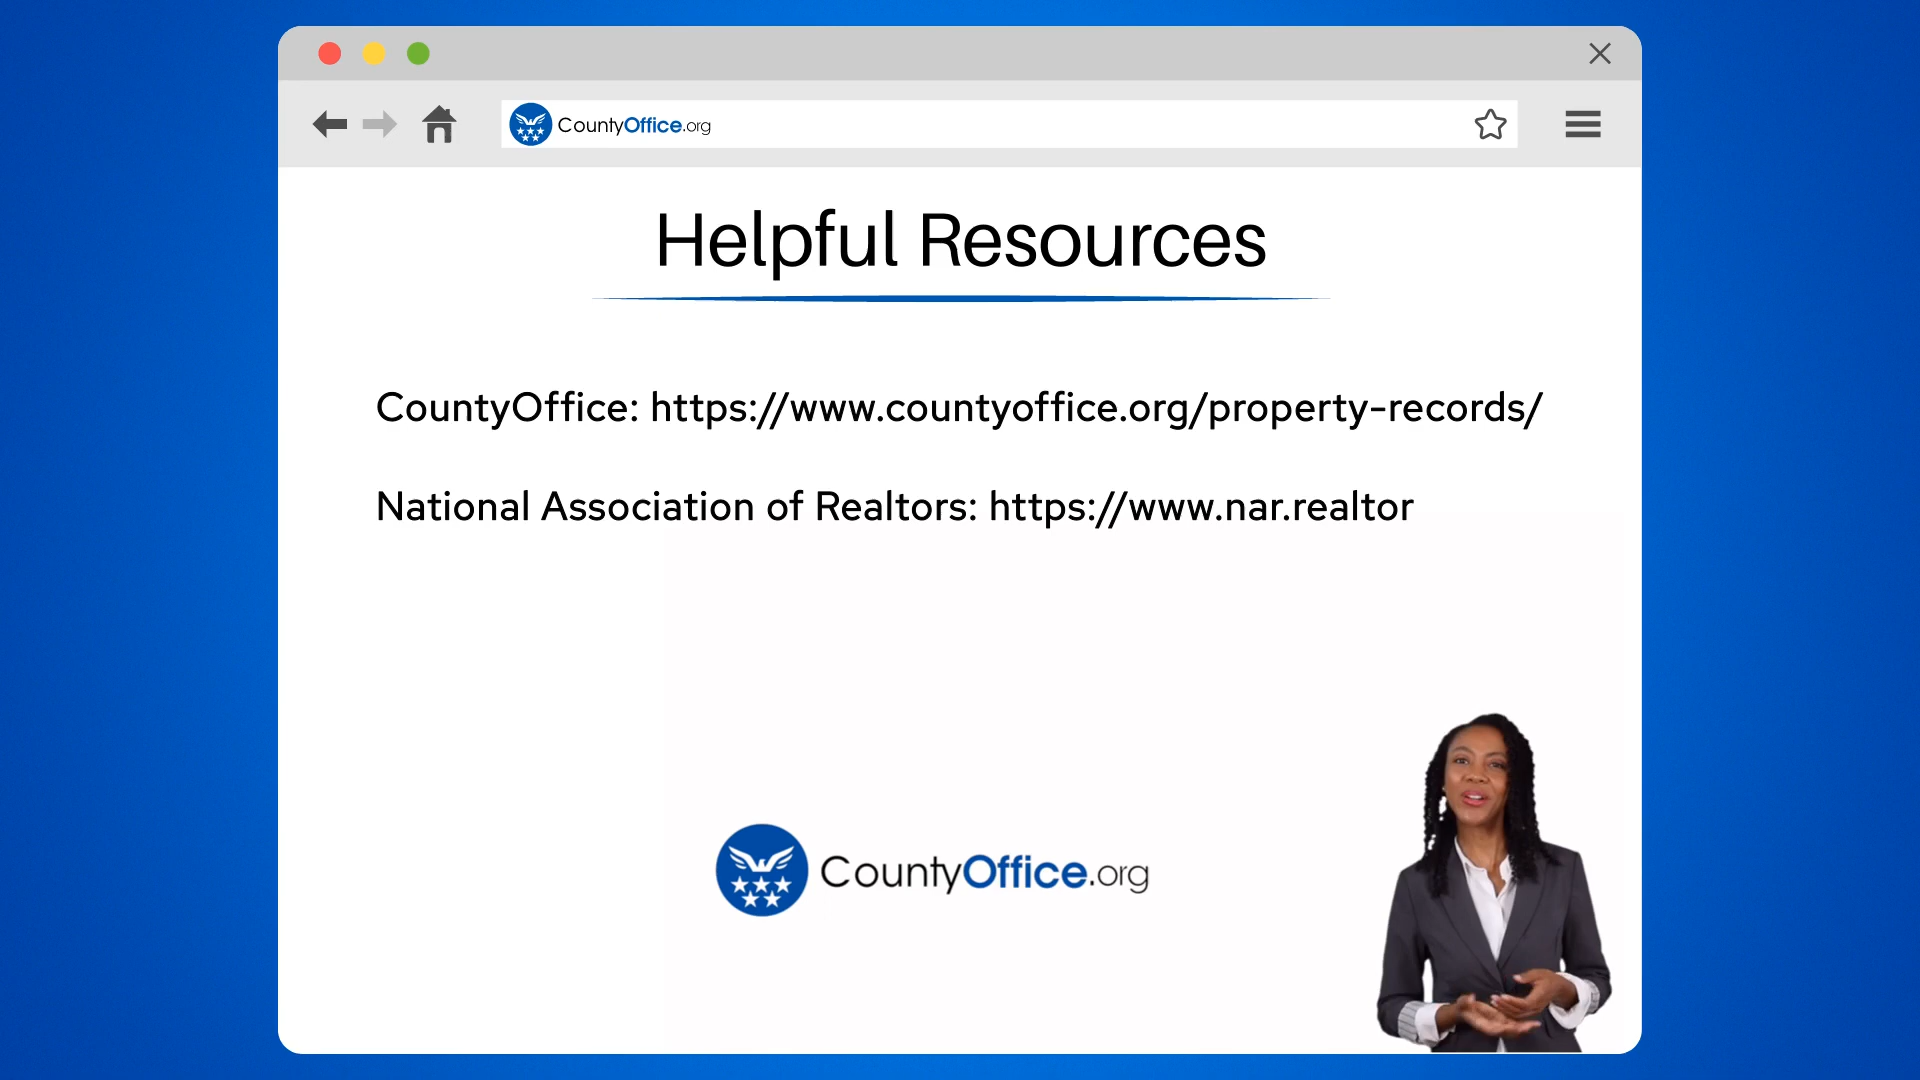 CountyOffice.org
Helpful Resources
CountyOffice: https://www.countyoffice.org/property-records/
National Association of Realtors: https://www.nar.realtor
CountyOffice.org